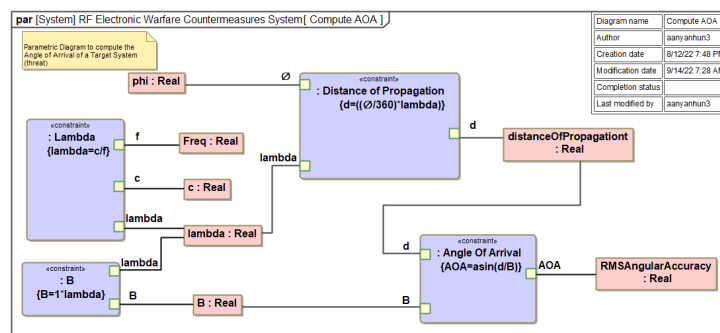 par [System] RF Electronic Warfare Countermeasures System[ Compute AOA ]
Diagram name Compute AOA
Author aanyanhun3
Creation date 8/12/22 7:48 PM
Modification date 9/14/22 7:28 AM
Completion status
Last modified by aanyanhun3
Parametric Diagram to compute the
Angle of Arrival of a Target System
(threat)
phi : Real
Ø
«constraint»
: Distance of Propagation
{d=((Ø/360)*lambda)}
lambda
d
distanceOfPropagationt
: Real
«constraint»
: Lambda
{lambda=c/f}
f
Freq : Real
c
c : Real
lambda
lambda : Real
«constraint»
: B
{B=1*lambda}
lambda
B
B : Real
«constraint»
: Angle Of Arrival
{AOA=asin(d/B)}
d
B
AOA
RMSAngularAccuracy
: Real